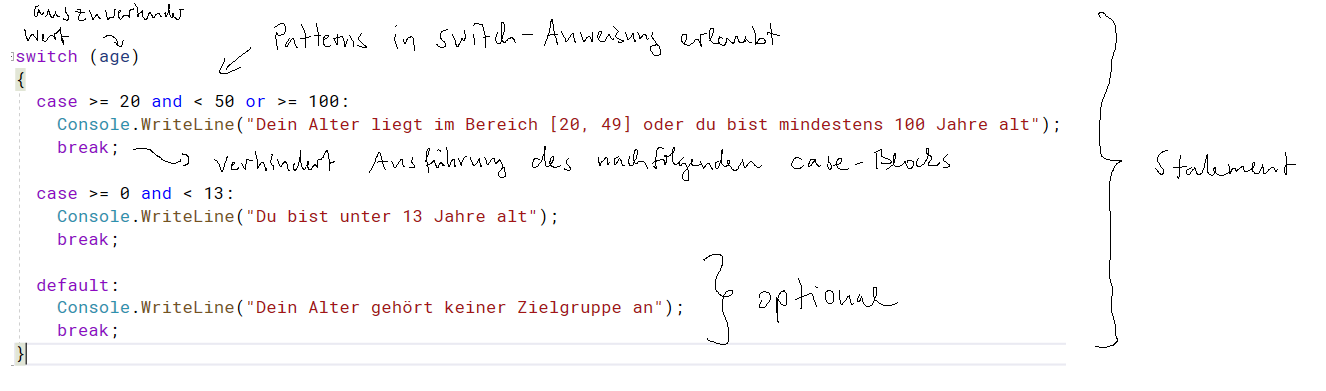 auszuwertender
Wert
Patterns in switch-Anweisung erlaubt
switch (age)
{
case >= 20 and < 50 or >= 100:
Console.WriteLine("Dein Alter liegt im Bereich [20, 49] oder du bist mindestens 100 Jahre alt");
break;
verhindert Ausführung des nachfolgenden case-Blocks
Statement
case >= 0 and < 13:
Console.WriteLine("Du bist unter 13 Jahre alt");
break;
default:
Console.WriteLine("Dein Alter gehört keiner Zielgruppe an");
optional
break;
}